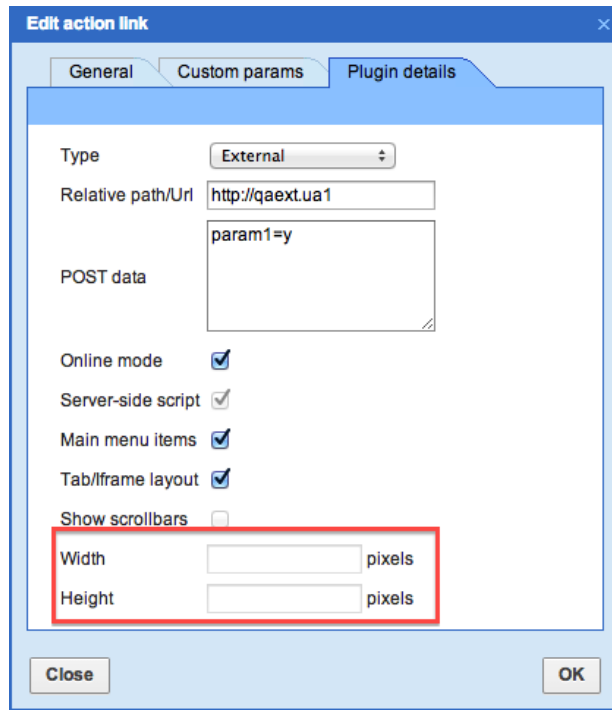 Edit action link
General Custom params Plugin details
Type External
Relative path/Url http://qaext.ua1
POST data param1=y
Online mode
Server-side script
Main menu items
Tab/Iframe layout
Show scrollbars
Width pixels
Height pixels
Close OK